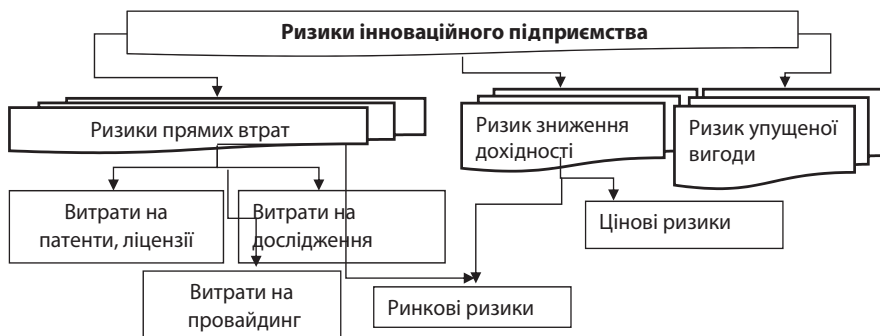 Ризики інноваційного підприємства
Ризики прямих втрат
Ризик зниження
дохідності
Ризик упущеної
вигоди
Витрати на
патенти, ліцензії
Витрати на
дослідження
Цінові ризики
Витрати на
провайдинг
Ринкові ризики